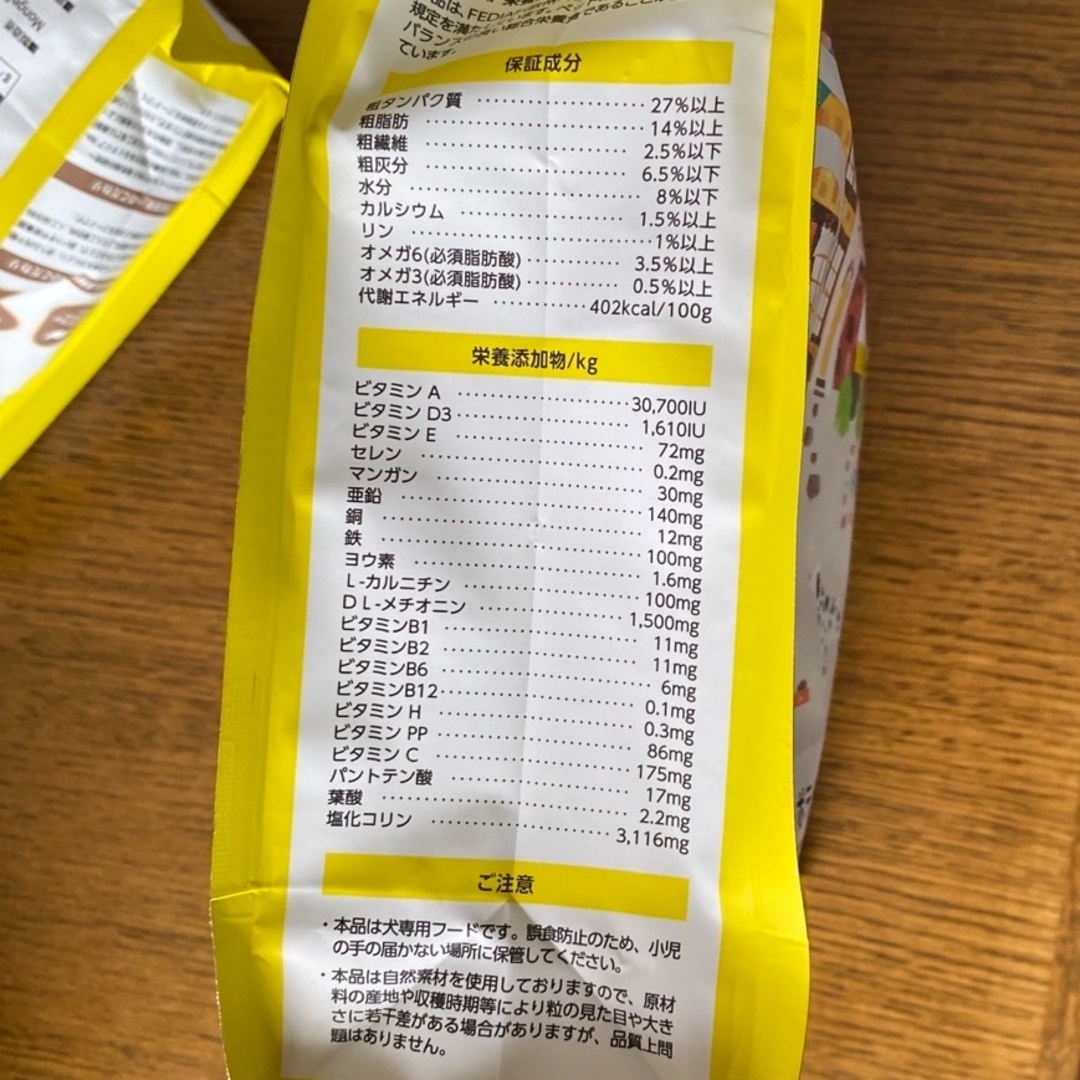 規定を満た
ています。
保証成分
粗タンパク質 27%以上
粗脂肪 14%以上
粗繊維 2.5%以下
粗灰分 6.5%以下
水分 8%以下
カルシウム 1.5%以上
リン 1%以上
オメガ6(必須脂肪酸) 3.5%以上
オメガ3(必須脂肪酸) 0.5%以上
代謝エネルギー 402kcal/100g
栄養添加物/kg
ビタミン A 30,700IU
ビタミン D3 1,610IU
ビタミン E 72mg
セレン 0.2mg
マンガン 30mg
亜鉛 140mg
銅 12mg
鉄 100mg
ヨウ素 1.6mg
L-カルニチン 100mg
DL-メチオニン 1,500mg
ビタミンB1 11mg
ビタミンB2 11mg
ビタミンB6 6mg
ビタミンB12 0.1mg
ビタミン H 0.3mg
ビタミン PP 86mg
ビタミン C 175mg
パントテン酸 17mg
葉酸 2.2mg
塩化コリン 3,116mg
ご注意
・本品は犬専用フードです。誤食防止のため、小児
の手の届かない場所に保管してください。
・本品は自然素材を使用しておりますので、原材
料の産地や収穫時期等により粒の見た目や大き
さに若干差がある場合がありますが、品質上問
題はありません。